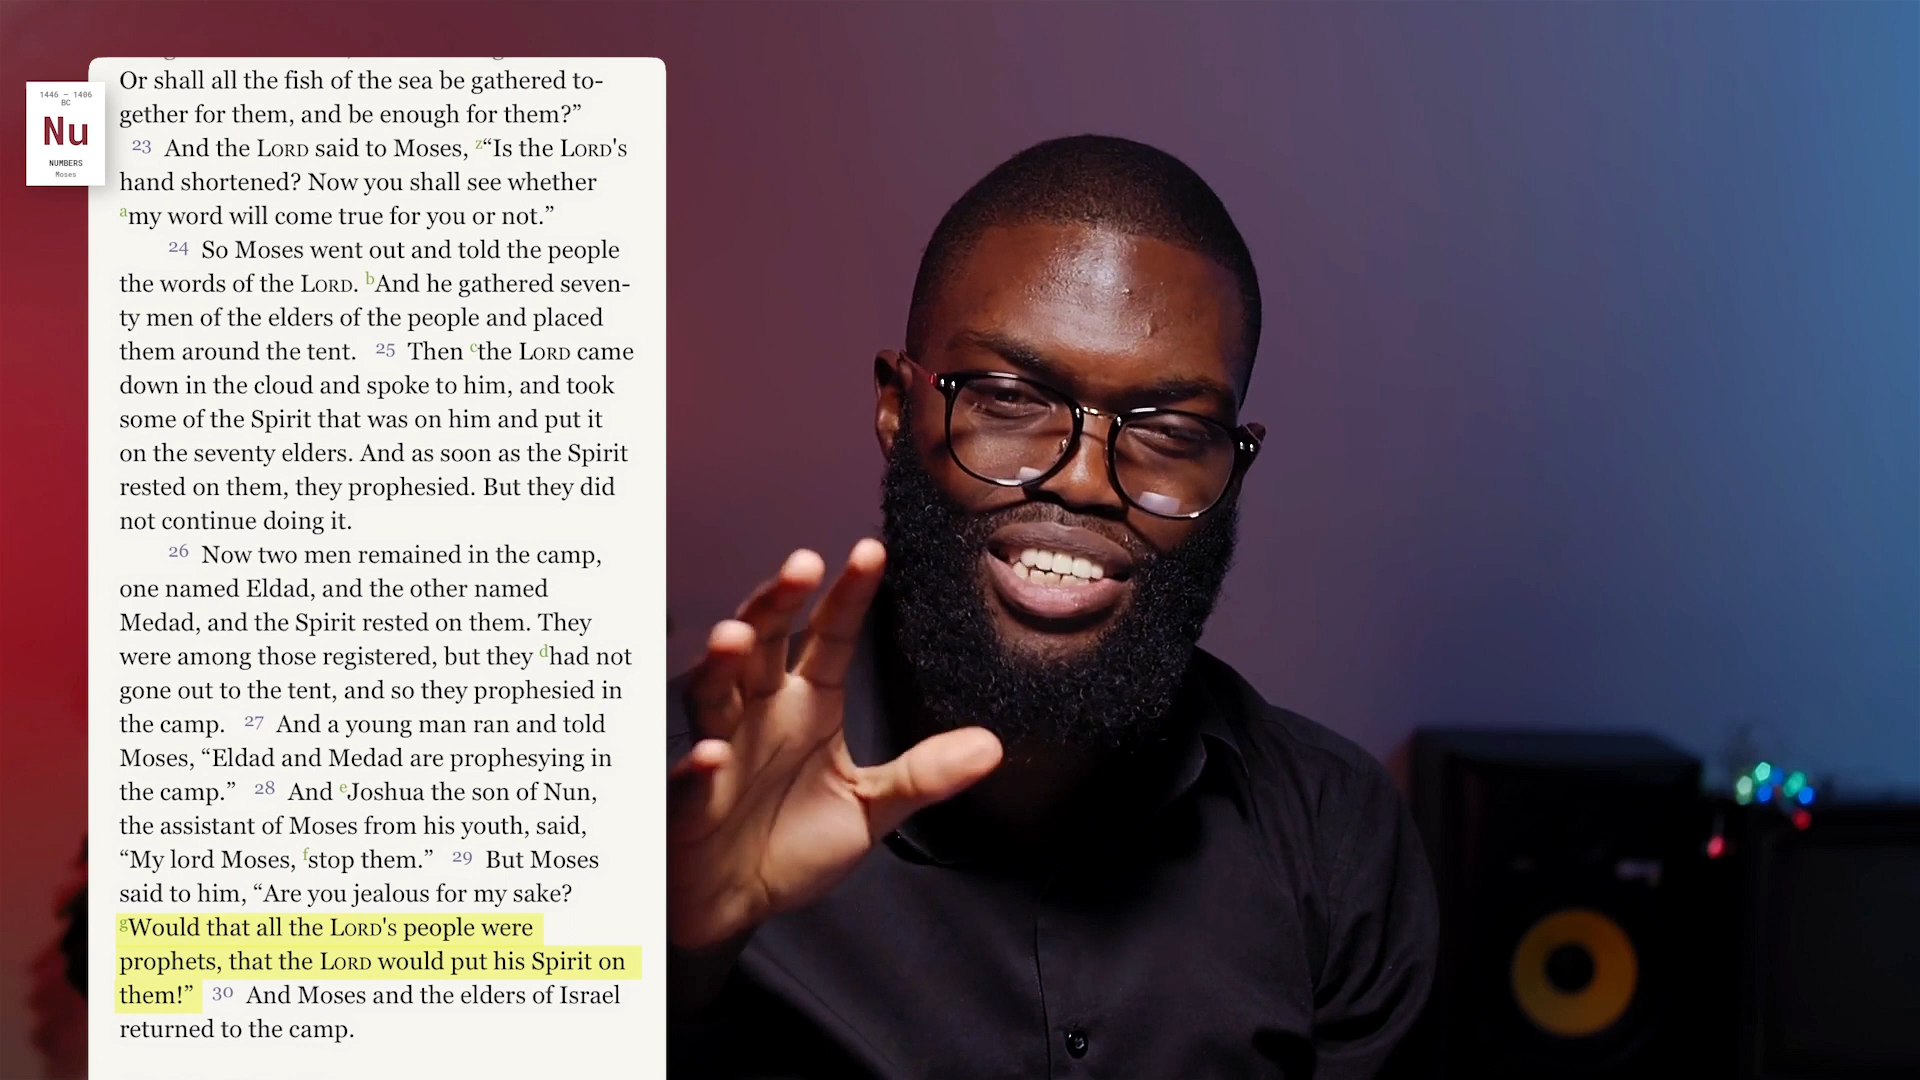 1446 – 1406
BC
Nu
NUMBERS
Moses
Or shall all the fish of the sea be gathered to-
gether for them, and be enough for them?”
23 And the LORD said to Moses, z“Is the LORD's
hand shortened? Now you shall see whether
amy word will come true for you or not.”
24 So Moses went out and told the people
the words of the LORD. bAnd he gathered seven-
ty men of the elders of the people and placed
them around the tent. 25 Then cthe LORD came
down in the cloud and spoke to him, and took
some of the Spirit that was on him and put it
on the seventy elders. And as soon as the Spirit
rested on them, they prophesied. But they did
not continue doing it.
26 Now two men remained in the camp,
one named Eldad, and the other named
Medad, and the Spirit rested on them. They
were among those registered, but they dhad not
gone out to the tent, and so they prophesied in
the camp. 27 And a young man ran and told
Moses, “Eldad and Medad are prophesying in
the camp.” 28 And eJoshua the son of Nun,
the assistant of Moses from his youth, said,
“My lord Moses, fstop them.” 29 But Moses
said to him, “Are you jealous for my sake?
gWould that all the LORD's people were
prophets, that the LORD would put his Spirit on
them!” 30 And Moses and the elders of Israel
returned to the camp.